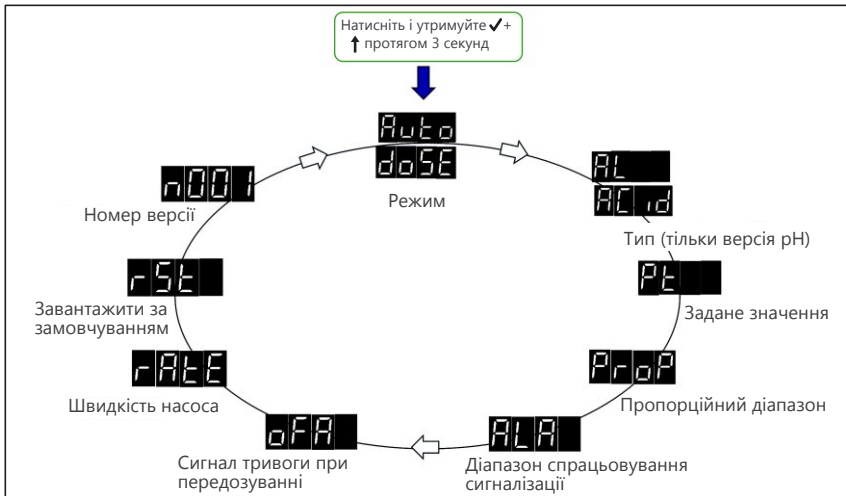 Натисніть і утримуйте ✔+
↑ протягом 3 секунд
Auto
doSE
Режим
AL
ACid
Тип (тільки версія pH)
Pt
Задане значення
ProP
Пропорційний діапазон
ALA
Діапазон спрацьовування
сигналізації
oFA
Сигнал тривоги при
передозуванні
rAtE
Швидкість насоса
rSt
Завантажити за
замовчуванням
n001
Номер версії